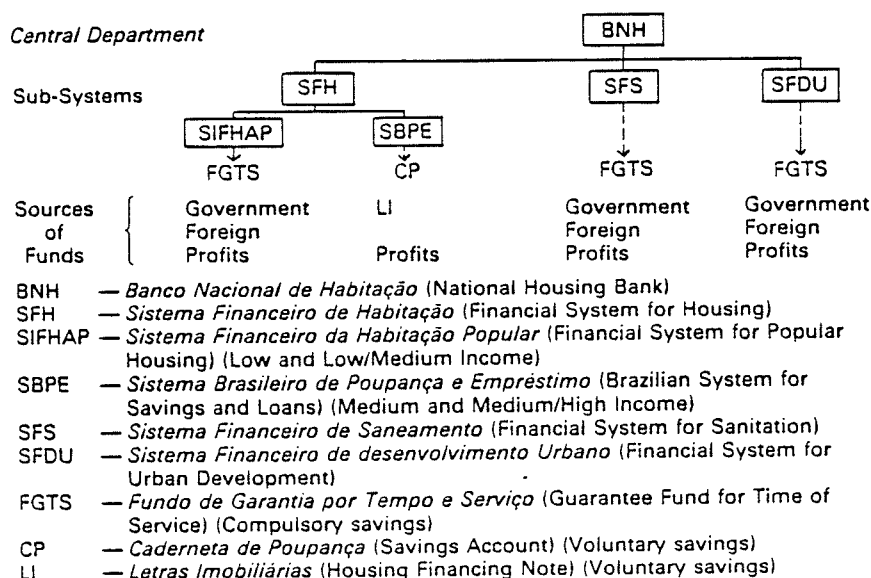 Central Department BNH
Sub-Systems SFH SFS SFDU
SIFHAP SBPE
FGTS CP FGTS FGTS
Sources Government LI Government Government
of Foreign Foreign Foreign
Funds Profits Profits Profits Profits
BNH — Banco Nacional de Habitação (National Housing Bank)
SFH — Sistema Financeiro de Habitação (Financial System for Housing)
SIFHAP — Sistema Financeiro da Habitação Popular (Financial System for Popular
Housing) (Low and Low/Medium Income)
SBPE — Sistema Brasileiro de Poupança e Empréstimo (Brazilian System for
Savings and Loans) (Medium and Medium/High Income)
SFS — Sistema Financeiro de Saneamento (Financial System for Sanitation)
SFDU — Sistema Financeiro de desenvolvimento Urbano (Financial System for
Urban Development)
FGTS — Fundo de Garantia por Tempo e Serviço (Guarantee Fund for Time of
Service) (Compulsory savings)
CP — Caderneta de Poupança (Savings Account) (Voluntary savings)
LI — Letras Imobiliárias (Housing Financing Note) (Voluntary savings)